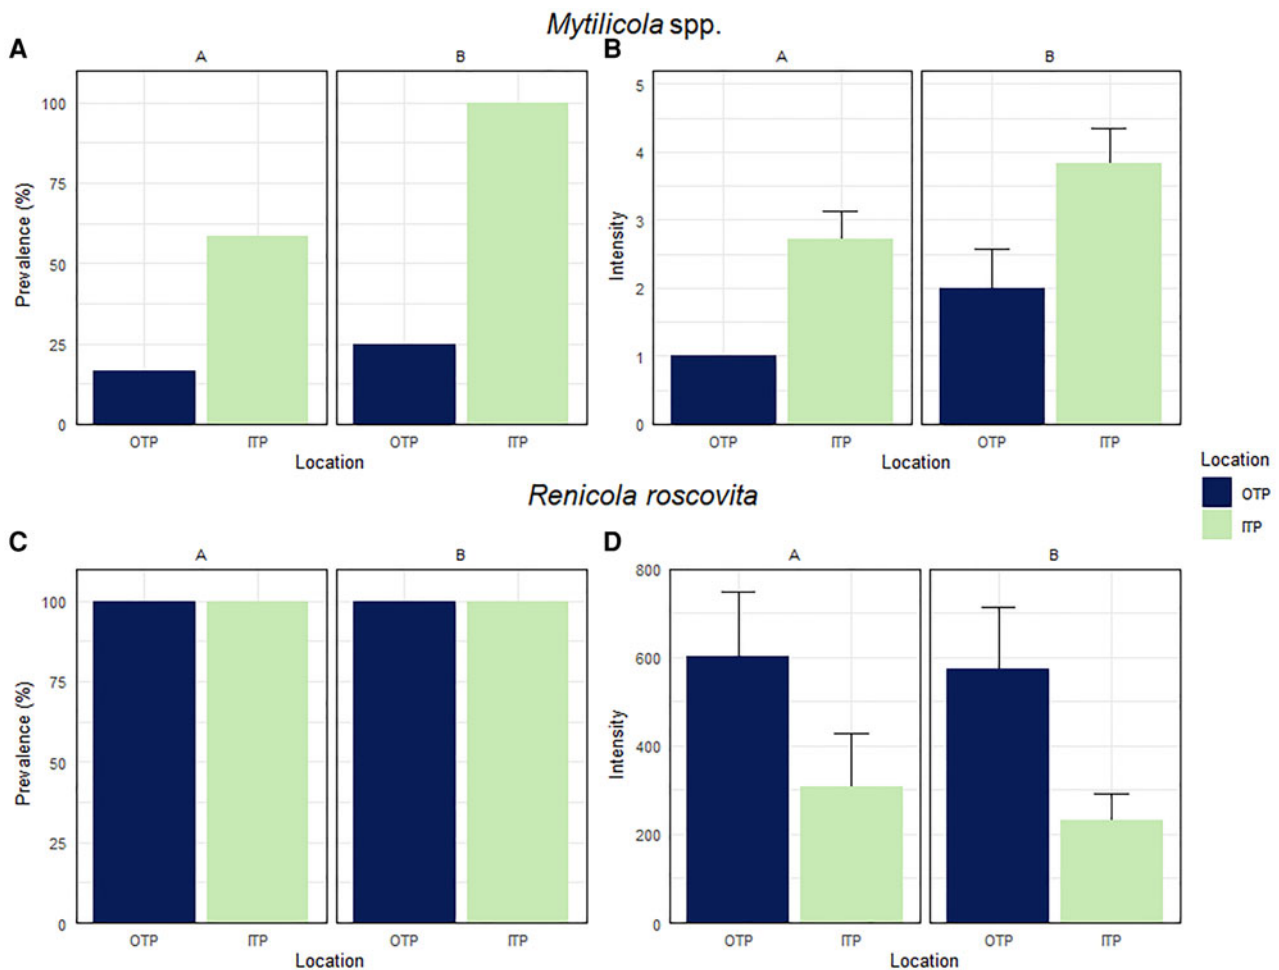 Mytilicola spp.
A
B
A
B
A
B
Prevalence (%)
100
75
50
25
0
OTP
ITP
OTP
ITP
Location
Intensity
5
4
3
2
1
0
OTP
ITP
OTP
ITP
Location
Location
OTP
ITP
Renicola roscovita
C
D
A
B
A
B
Prevalence (%)
100
75
50
25
0
OTP
ITP
OTP
ITP
Location
Intensity
800
600
400
200
0
OTP
ITP
OTP
ITP
Location